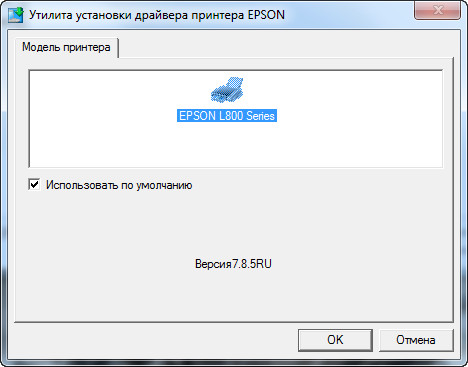 Утилита установки драйвера принтера EPSON
Модель принтера
EPSON L800 Series
Использовать по умолчанию
Версия7.8.5RU
OK
Отмена